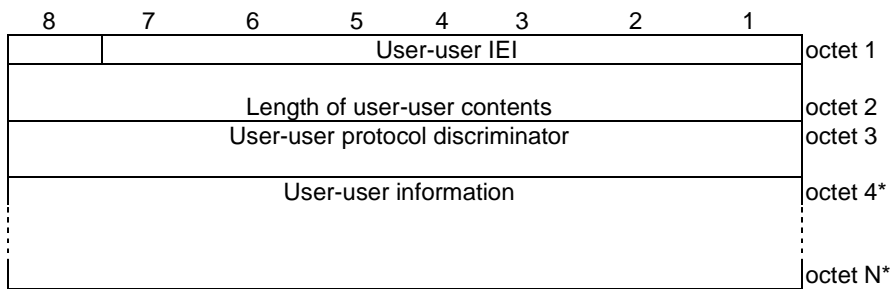 8 7 6 5 4 3 2 1
User-user IEI octet 1
Length of user-user contents octet 2
User-user protocol discriminator octet 3
User-user information octet 4*
octet N*